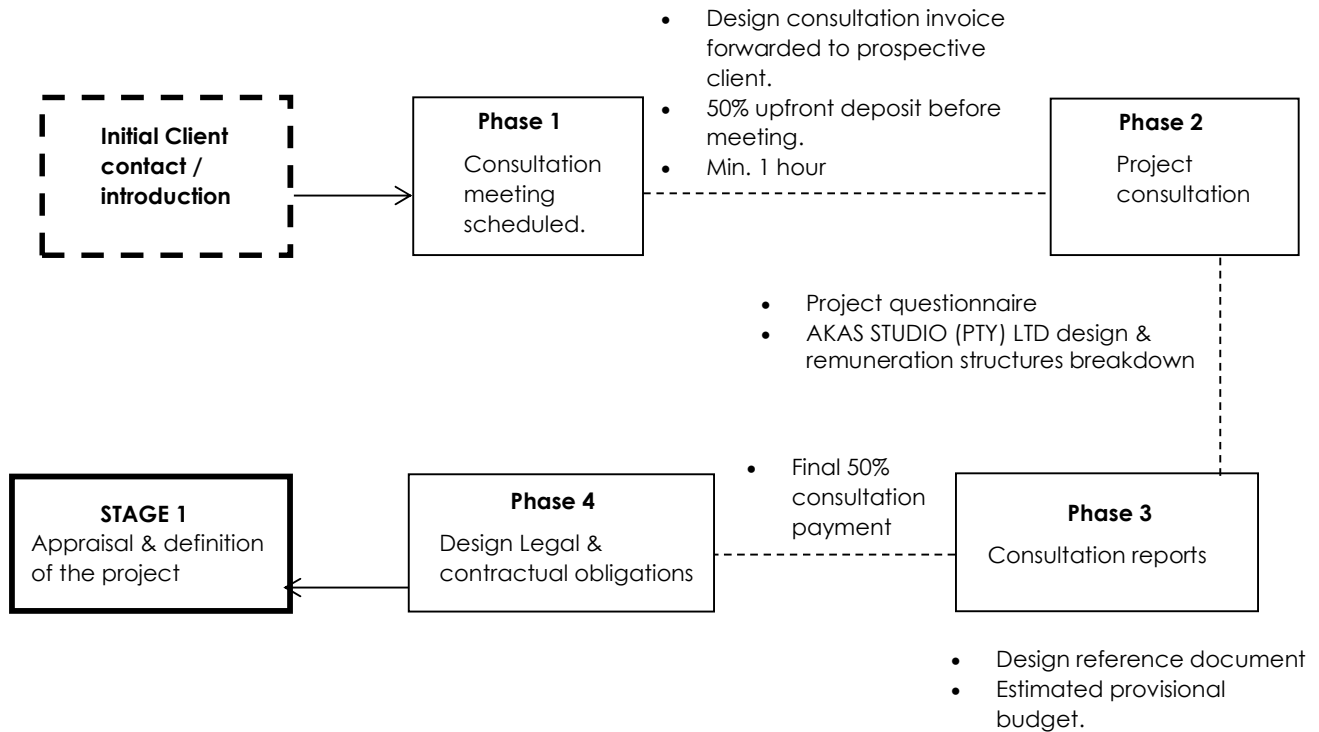 Initial Client
contact /
introduction
Phase 1
Consultation
meeting
scheduled.
• Design consultation invoice
forwarded to prospective
client.
• 50% upfront deposit before
meeting.
• Min. 1 hour
Phase 2
Project
consultation
• Project questionnaire
• AKAS STUDIO (PTY) LTD design &
remuneration structures breakdown
Phase 3
Consultation reports
• Design reference document
• Estimated provisional
budget.
• Final 50%
consultation
payment
Phase 4
Design Legal &
contractual obligations
STAGE 1
Appraisal & definition
of the project